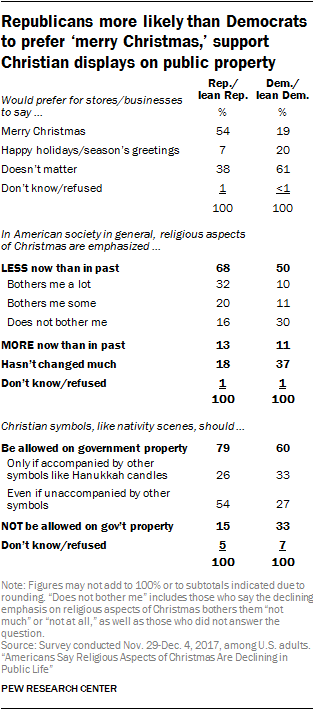 Republicans more likely than Democrats
to prefer ‘merry Christmas,’ support
Christian displays on public property
Rep./ Dem./
lean Rep. lean Dem.
Would prefer for stores/businesses
to say … % %
Merry Christmas 54 19
Happy holidays/season’s greetings 7 20
Doesn’t matter 38 61
Don’t know/refused 1 <1
100 100
In American society in general, religious aspects
of Christmas are emphasized …
LESS now than in past 68 50
Bothers me a lot 32 10
Bothers me some 20 11
Does not bother me 16 30
MORE now than in past 13 11
Hasn’t changed much 18 37
Don’t know/refused 1 1
100 100
Christian symbols, like nativity scenes, should …
Be allowed on government property 79 60
Only if accompanied by other
symbols like Hanukkah candles 26 33
Even if unaccompanied by other
symbols 54 27
NOT be allowed on gov’t property 15 33
Don’t know/refused 5 7
100 100
Note: Figures may not add to 100% or to subtotals indicated due to
rounding. “Does not bother me” includes those who say the declining
emphasis on religious aspects of Christmas bothers them “not
much” or “not at all,” as well as those who did not answer the
question.
Source: Survey conducted Nov. 29-Dec. 4, 2017, among U.S. adults.
“Americans Say Religious Aspects of Christmas Are Declining in
Public Life”
PEW RESEARCH CENTER